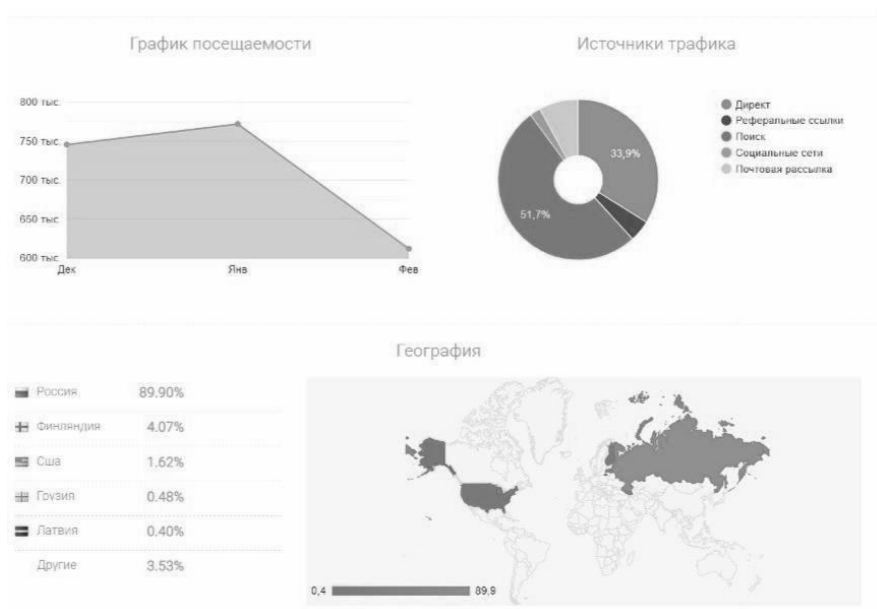 График посещаемости
800 тыс.
750 тыс.
700 тыс.
650 тыс.
600 тыс.
Дек
Янв
Фев
Источники трафика
33,9%
51,7%
Директ
Реферальные ссылки
Поиск
Социальные сети
Почтовая рассылка
География
Россия 89.90%
Финляндия 4.07%
Сша 1.62%
Грузия 0.48%
Латвия 0.40%
Другие 3.53%
0,4 89,9